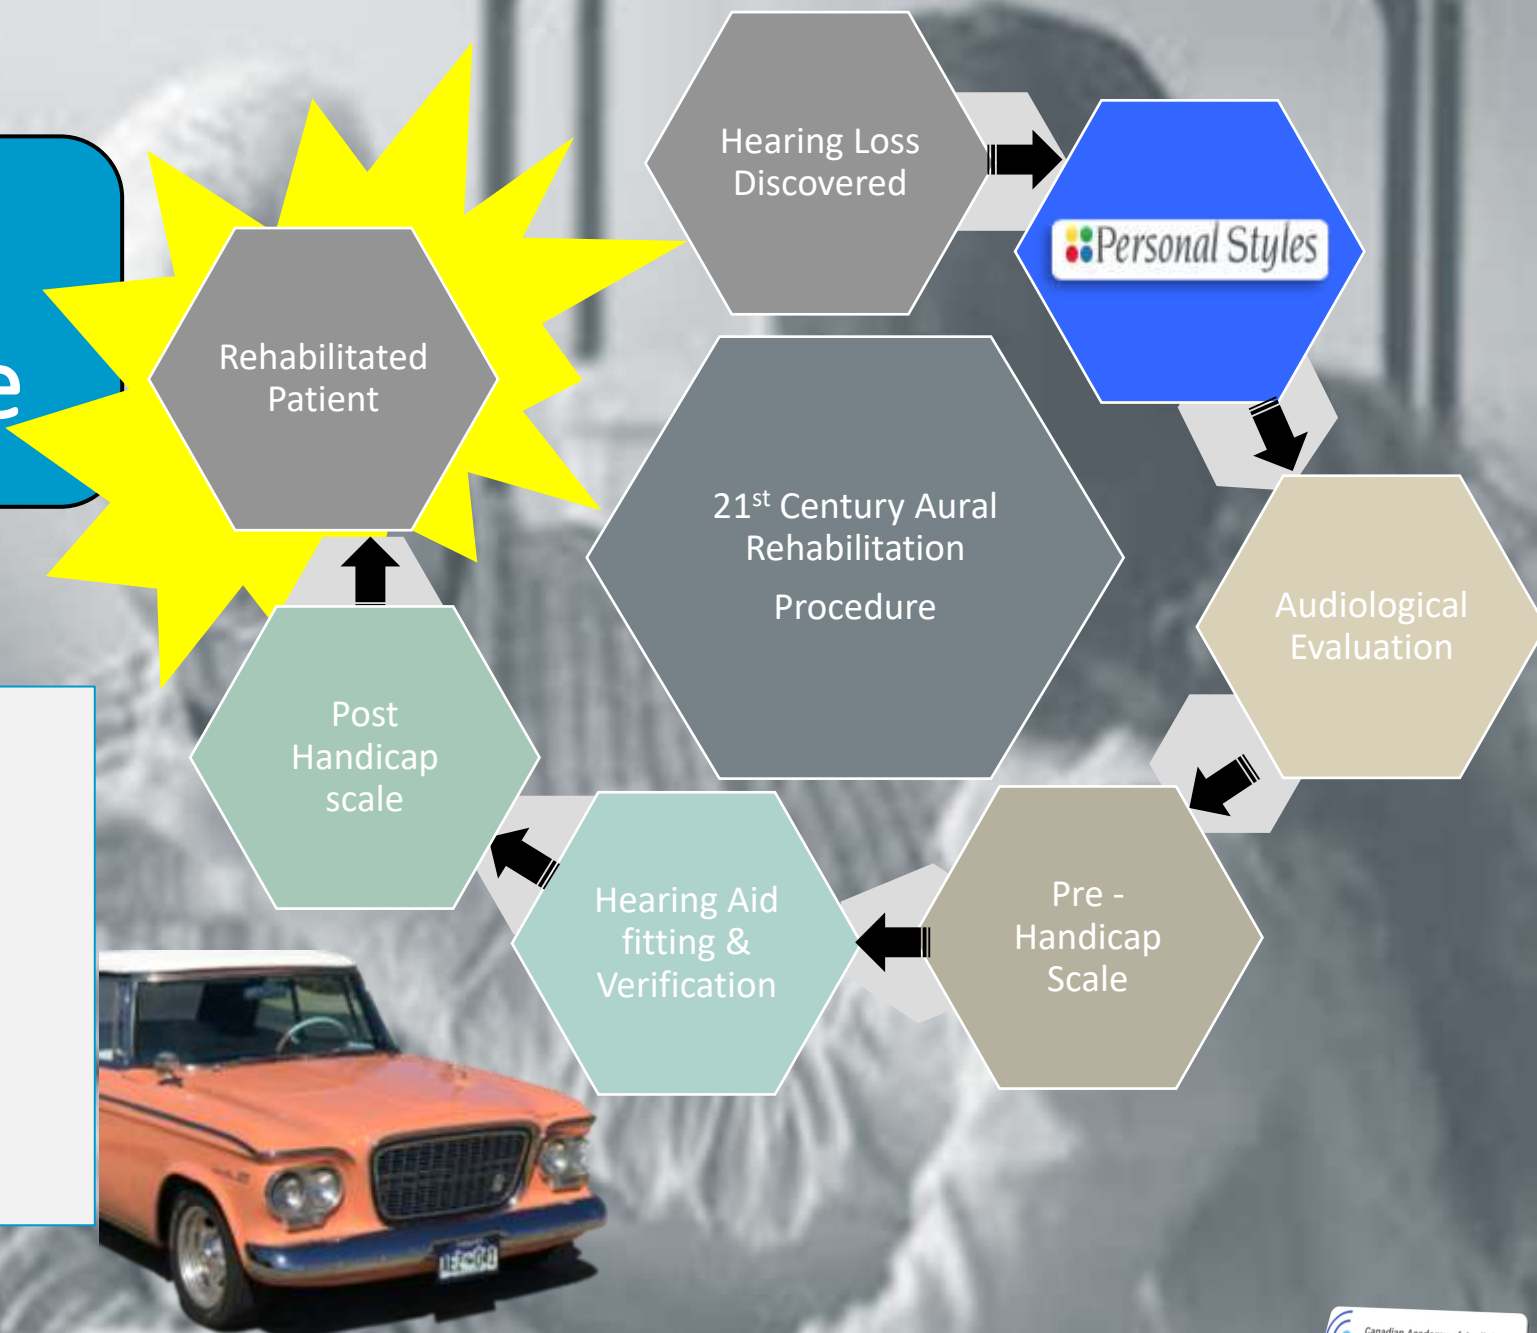 Hearing Loss
Discovered
Personal Styles
Rehabilitated
Patient
e
21st Century Aural
Rehabilitation
Procedure
Audiological
Evaluation
Post
Handicap
scale
Pre -
Handicap
Scale
Hearing Aid
fitting &
Verification